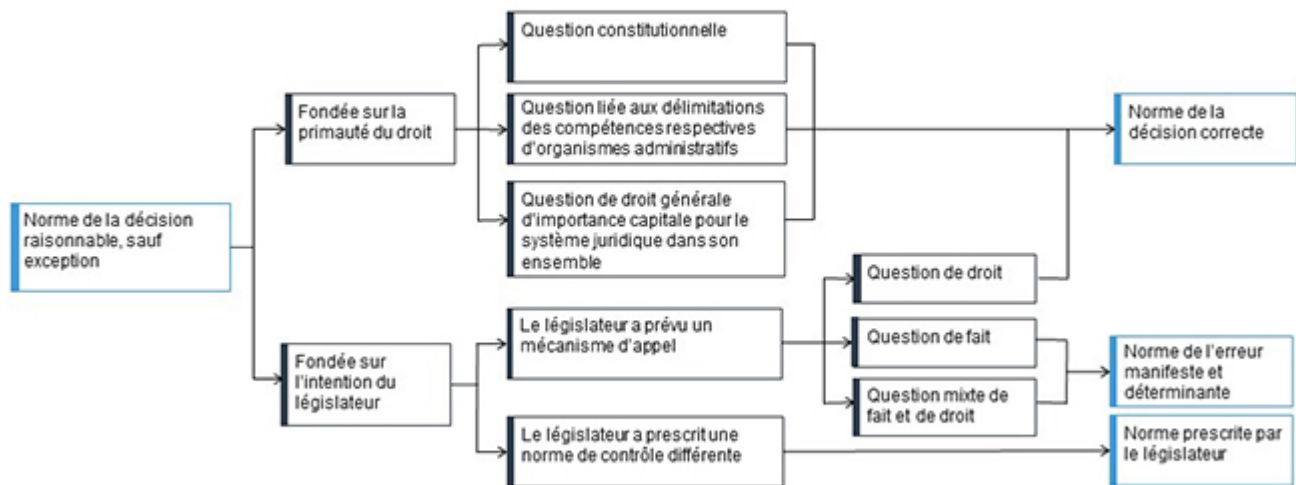 Question constitutionnelle
Fondée sur la
primauté du droit
Question liée aux délimitations
des compétences respectives
d'organismes administratifs
Norme de la
décision correcte
Question de droit générale
d'importance capitale pour le
système juridique dans son
ensemble
Norme de la décision
raisonnable, sauf
exception
Question de droit
Le législateur a prévu un
mécanisme d'appel
Question de fait
Fondée sur
l'intention du
législateur
Norme de l'erreur
manifeste et
déterminante
Question mixte de
fait et de droit
Le législateur a prescrit une
norme de contrôle différente
Norme prescrite par
le législateur